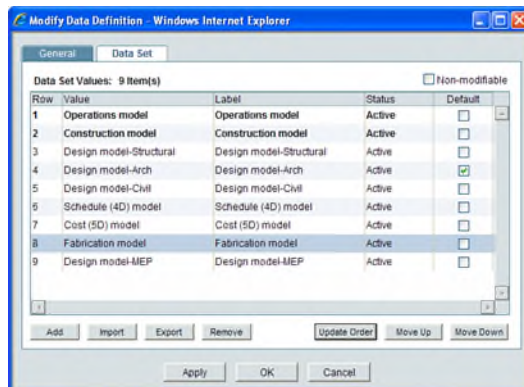 Modify Data Definition - Windows Internet Explorer
General Data Set
Data Set Values: 9 Item(s) Non-modifiable
Row Value Label Status Default
1 Operations model Operations model Active
2 Construction model Construction model Active
3 Design model-Structural Design model-Structural Active
4 Design model-Arch Design model-Arch Active
5 Design model-Civil Design model-Civil Active
6 Schedule (4D) model Schedule (4D) model Active
7 Cost (5D) model Cost (5D) model Active
8 Fabrication model Fabrication model Active
9 Design model-MEP Design model-MEP Active
Add Import Export Remove Update Order Move Up Move Down
Apply OK Cancel